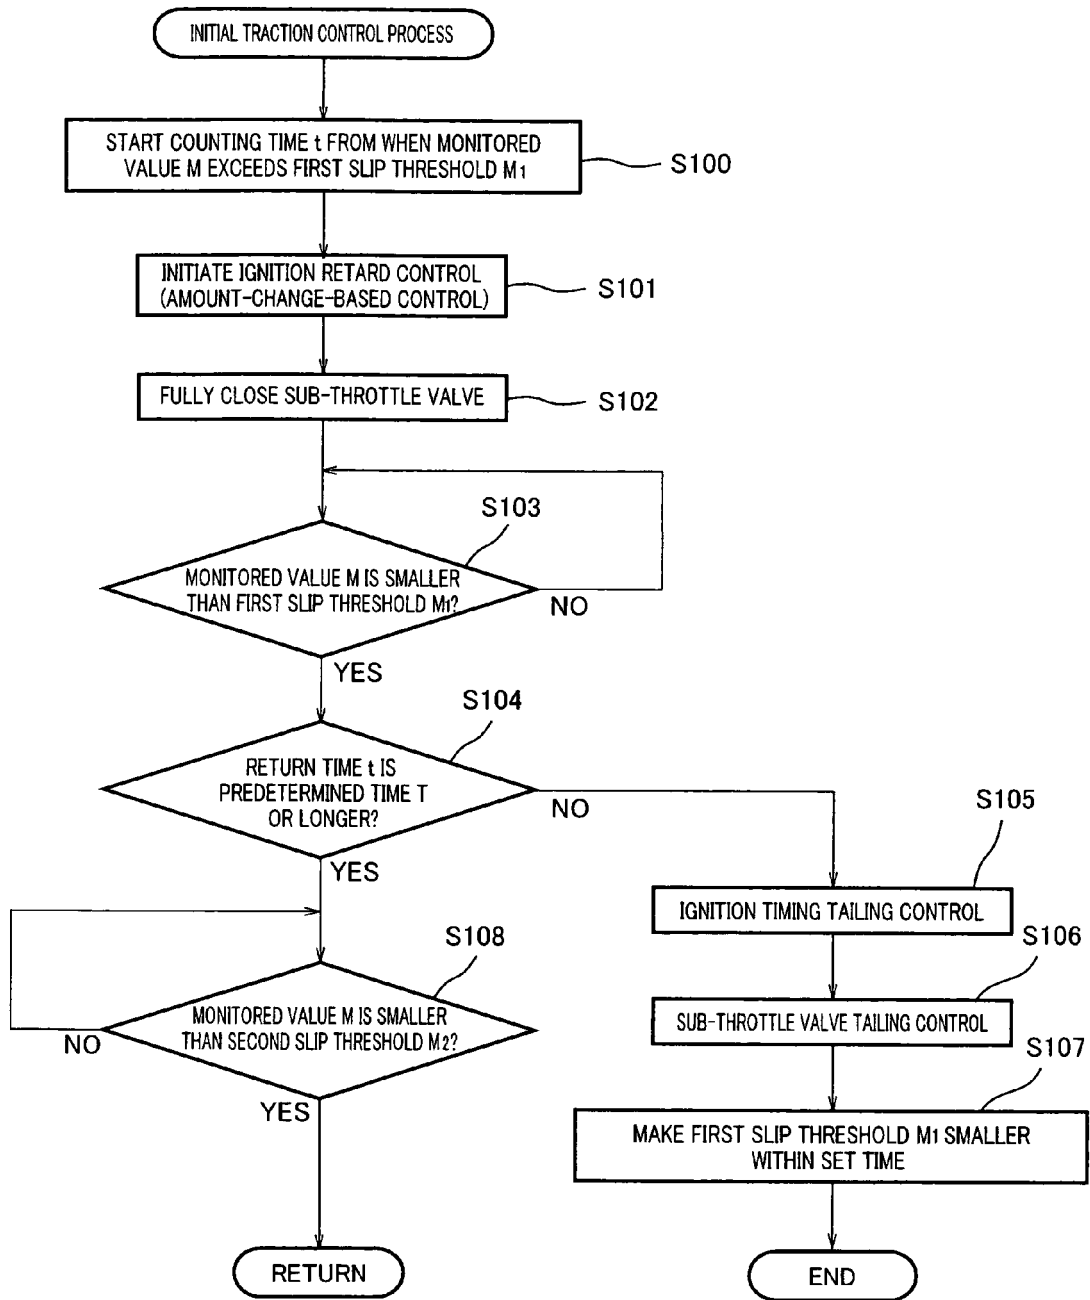 INITIAL TRACTION CONTROL PROCESS
START COUNTING TIME t FROM WHEN MONITORED
VALUE M EXCEEDS FIRST SLIP THRESHOLD M1
S100
INITIATE IGNITION RETARD CONTROL
(AMOUNT-CHANGE-BASED CONTROL)
S101
FULLY CLOSE SUB-THROTTLE VALVE
S102
S103
MONITORED VALUE M IS SMALLER
THAN FIRST SLIP THRESHOLD M1?
NO
YES
S104
RETURN TIME t IS
PREDETERMINED TIME T
OR LONGER?
NO
YES
S105
IGNITION TIMING TAILING CONTROL
S106
SUB-THROTTLE VALVE TAILING CONTROL
S107
MAKE FIRST SLIP THRESHOLD M1 SMALLER
WITHIN SET TIME
S108
MONITORED VALUE M IS SMALLER
THAN SECOND SLIP THRESHOLD M2?
NO
YES
RETURN
END